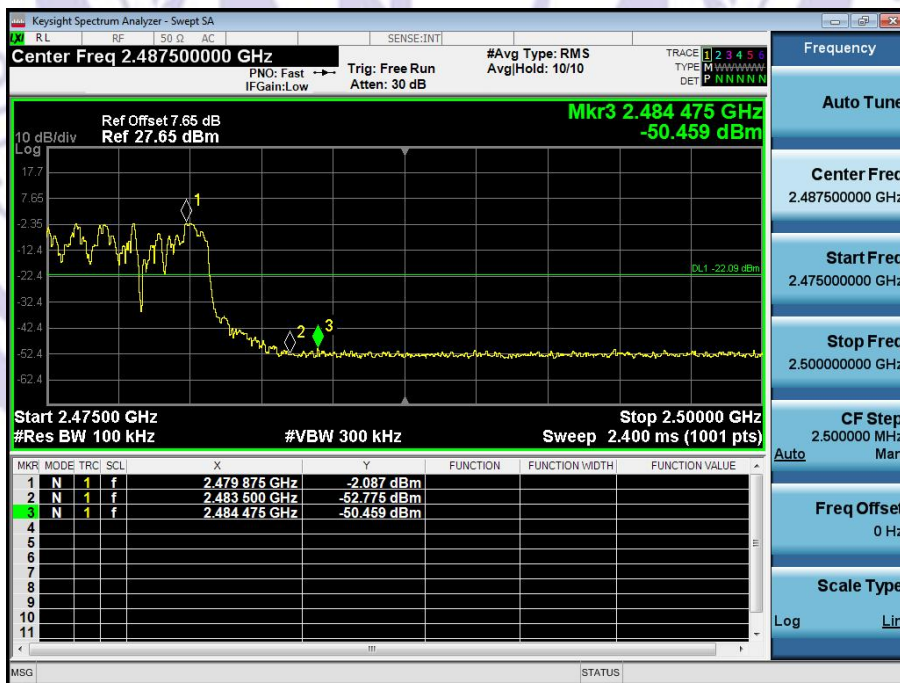 Keysight Spectrum Analyzer - Swept SA
LXI RL RF 50 Ω AC SENSE:INT
Center Freq 2.487500000 GHz
PNO: Fast
IFGain:Low
Trig: Free Run
Atten: 30 dB
#Avg Type: RMS
Avg|Hold: 10/10
TRACE 1 2 3 4 5 6
TYPE M WWWWW
DET P N N N N N
Ref Offset 7.65 dB
10 dB/div Ref 27.65 dBm
Log
Mkr3 2.484 475 GHz
-50.459 dBm
17.7
7.65
-2.35
-12.4
-22.4
-32.4
-42.4
-52.4
-62.4
1
2
3
DL1 -22.09 dBm
Start 2.47500 GHz Stop 2.50000 GHz
#Res BW 100 kHz #VBW 300 kHz Sweep 2.400 ms (1001 pts)
MKR MODE TRC SCL X Y FUNCTION FUNCTION WIDTH FUNCTION VALUE
1 N 1 f 2.479 875 GHz -2.087 dBm
2 N 1 f 2.483 500 GHz -52.775 dBm
3 N 1 f 2.484 475 GHz -50.459 dBm
4
5
6
7
8
9
10
11
MSG STATUS
Frequency
Auto Tune
Center Freq
2.487500000 GHz
Start Freq
2.475000000 GHz
Stop Freq
2.500000000 GHz
CF Step
2.500000 MHz
Auto Man
Freq Offset
0 Hz
Scale Type
Log Lin